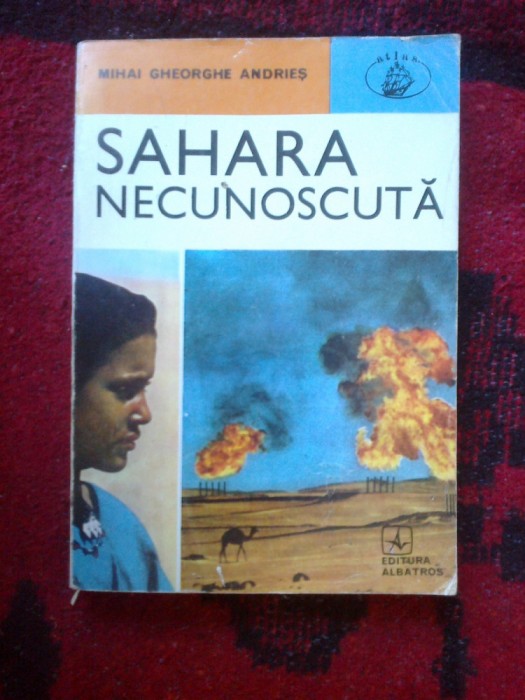 MIHAI GHEORGHE ANDRIEȘ
atlas
SAHARA
NECUNOSCUTĂ
EDITURA
ALBATROS